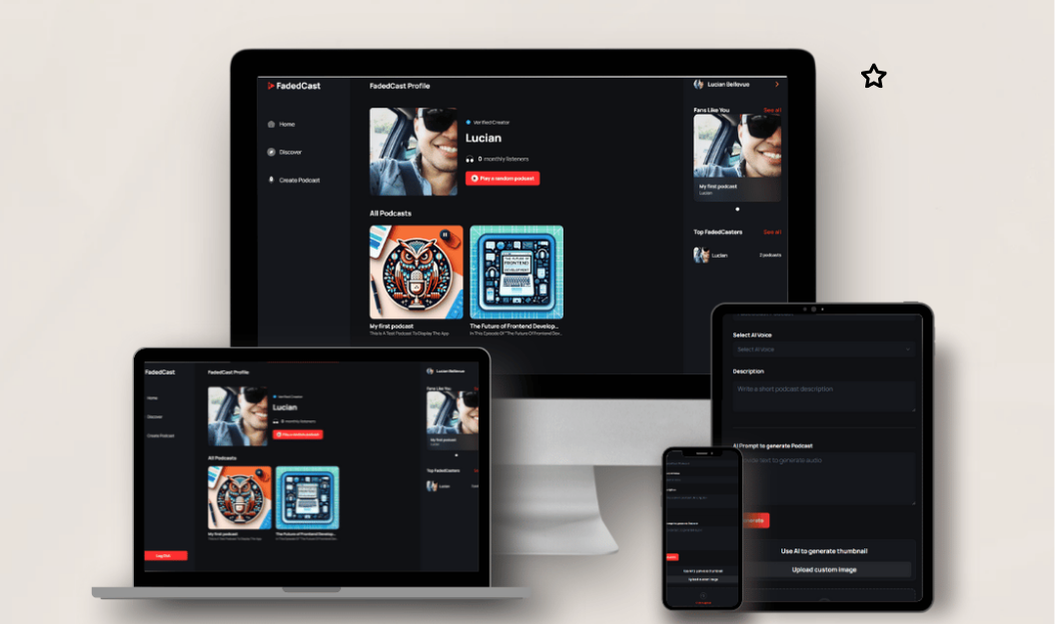 FadedCast
FadedCast Profile
Lucian Bellevue
Home
Discover
Create Podcast
Verified Creator
Lucian
0 monthly listeners
Play a random podcast
All Podcasts
My first podcast
This Is A Test Podcast To Display The App
THE FUTURE OF
FRONTEND
DEVELOPMENT
The Future of Frontend Develop...
In This Episode Of 'The Future Of Frontend Dev...
Fans Like You
See all
My first podcast
Lucian
Top FadedCasters
See all
Lucian
2 podcasts
FadedCast
FadedCast Profile
Lucian Bellevue
Home
Discover
Create Podcast
Verified Creator
Lucian
0 monthly listeners
Play a random podcast
All Podcasts
My first podcast
The Future of Frontend Develop...
Fans Like You
My first podcast
Top FadedCasters
Lucian
Log Out
Select AI Voice
Select AI Voice
Description
Write a short podcast description
AI Prompt to generate Podcast
text to generate audio
Use AI to generate thumbnail
Upload custom image
Use AI to generate thumbnail
Upload custom image